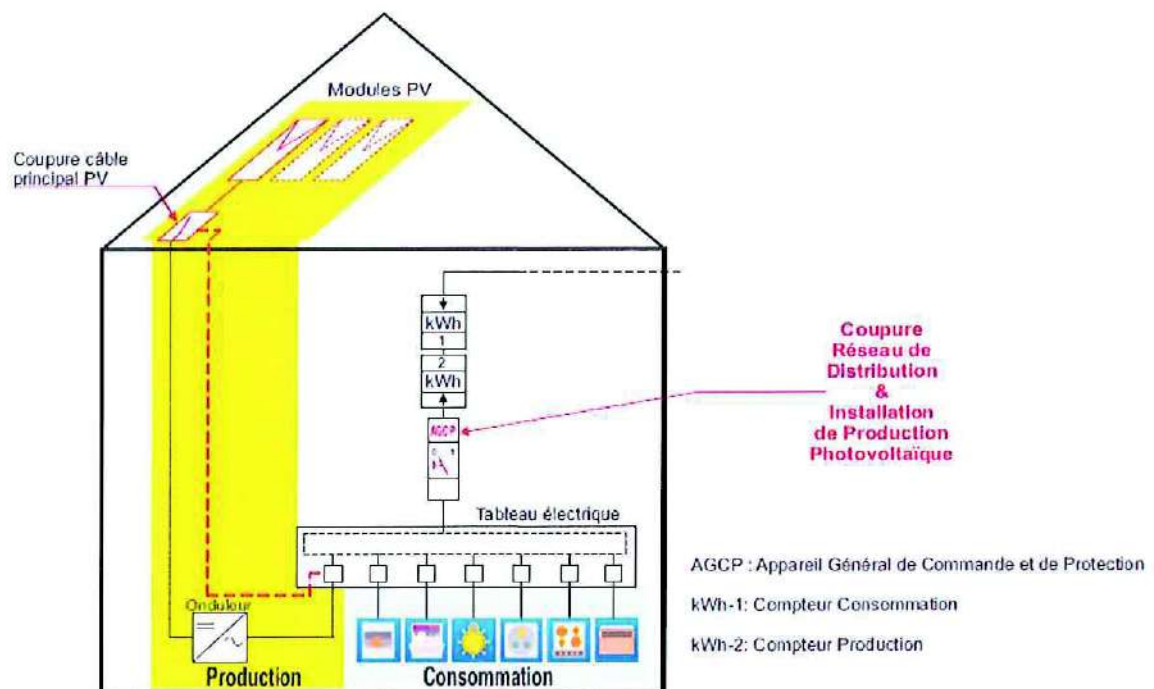 Modules PV
Coupure câble
principal PV
kWh
1
2
kWh
AGCP
0 1
Coupure
Réseau de
Distribution
&
Installation
de Production
Photovoltaïque
Tableau électrique
AGCP : Appareil Général de Commande et de Protection
kWh-1: Compteur Consommation
kWh-2: Compteur Production
Onduleur
Production
Consommation